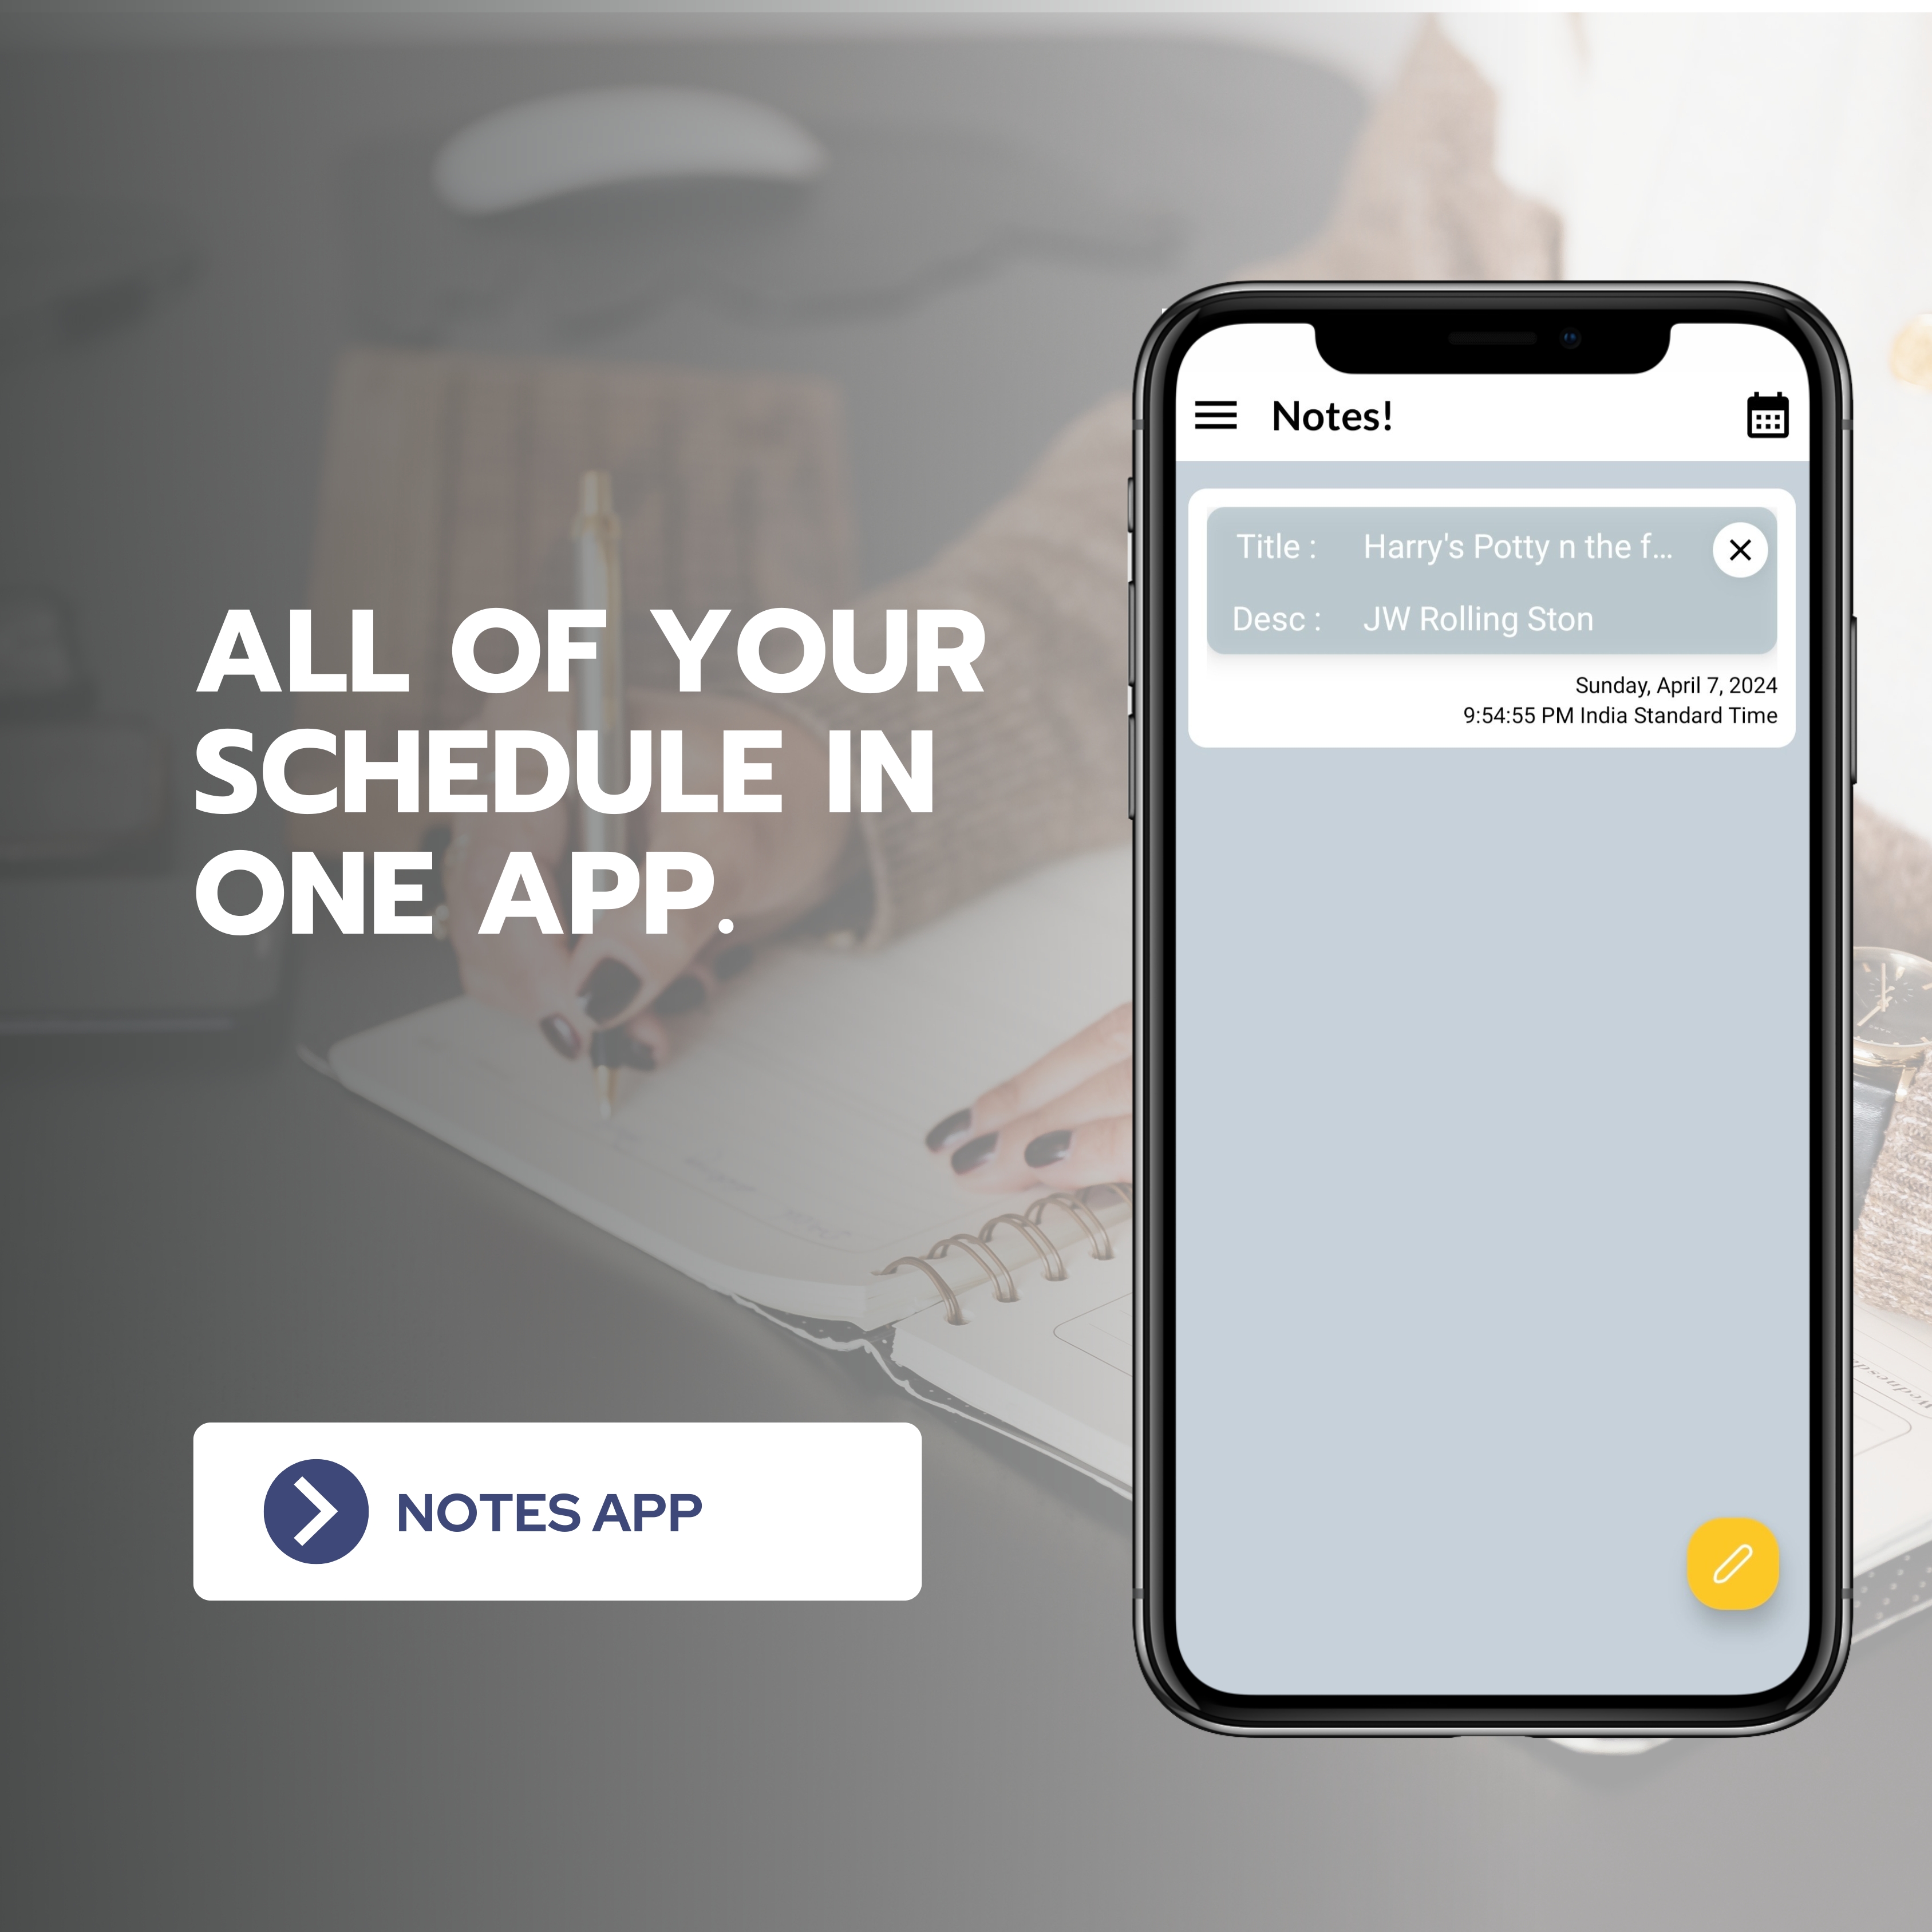 ALL OF YOUR
SCHEDULE IN
ONE APP.
NOTES APP
Notes!
Title : Harry's Potty n the f...
Desc : JW Rolling Ston
Sunday, April 7, 2024
9:54:55 PM India Standard Time